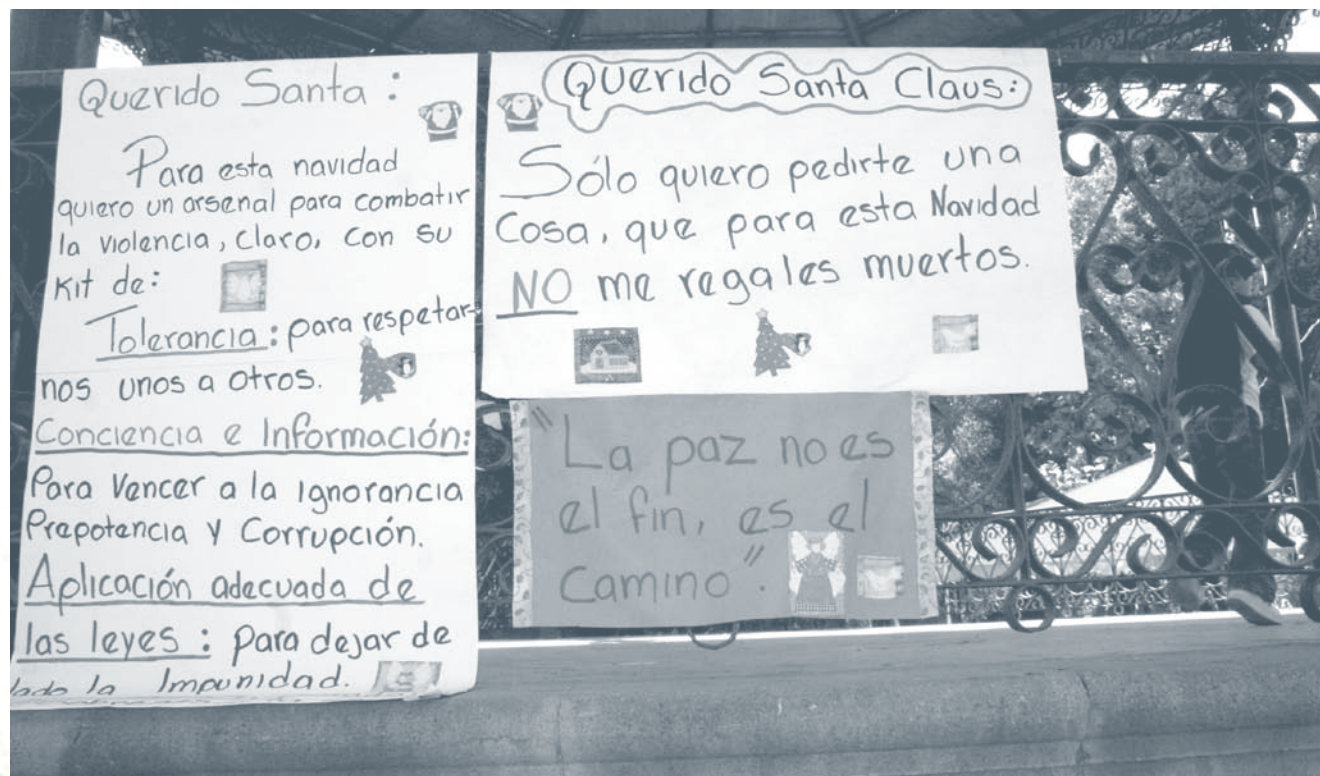 Querido Santa :
Para esta navidad
quiero un arsenal para combatir
la violencia, Claro, Con su
Kit de:
Tolerancia : para respetar-
nos unos a otros.
Conciencia e Información:
Para Vencer a la Ignorancia
Prepotencia Y Corrupción.
Aplicación adecuada de
las leyes : para dejar de
lado la Impunidad.
Querido Santa Claus:
Sólo quiero pedirte una
Cosa, que para esta Navidad
NO me regales muertos.
"La paz no es
el fin, es el
Camino".